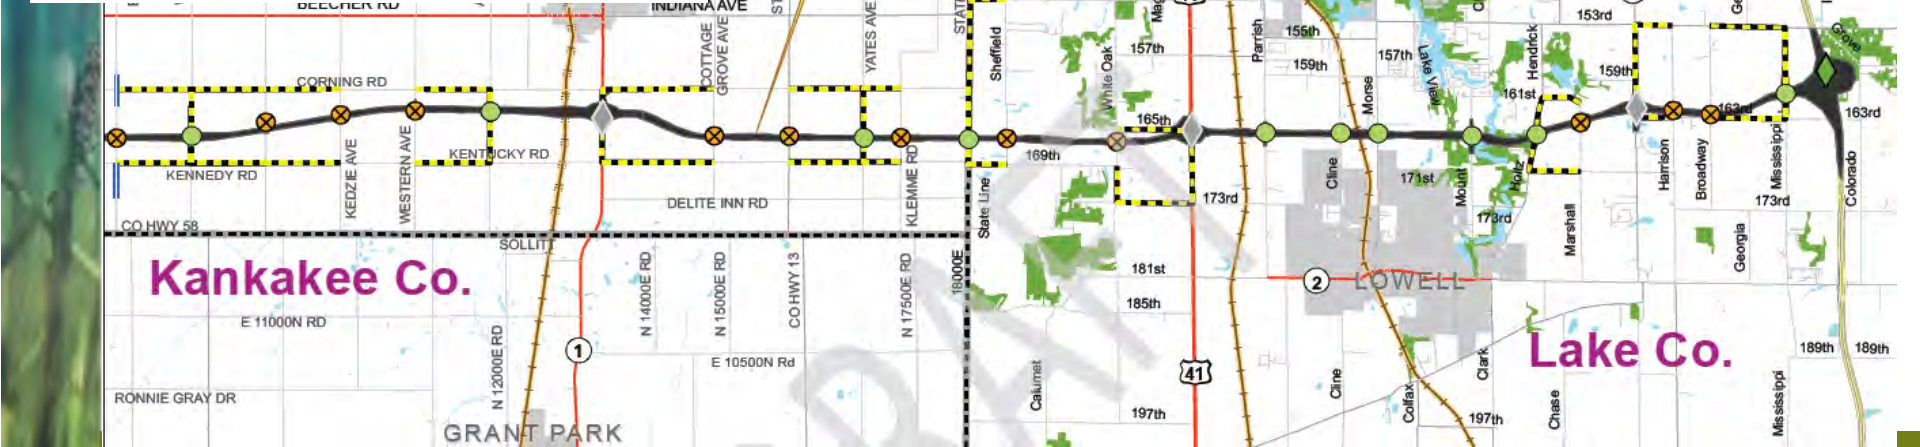 BEECHER RD
INDIANA AVE
153rd
155th
157th
157th
159th
159th
161st
163rd
163rd
165th
169th
171st
173rd
173rd
173rd
181st
185th
189th
189th
197th
197th
CORNING RD
KENTUCKY RD
KENNEDY RD
DELITE INN RD
CO HWY 58
SOLLITT
KEDZIE AVE
WESTERN AVE
COTTAGE
GROVE AVE
YATES AVE
KLEMME RD
Sheffield
State Line
White Oak
Parrish
Morse
Lake View
Hendrick
Grove
Cline
Mount
Holtz
Marshall
Harrison
Broadway
Mississippi
Colorado
Georgia
Kankakee Co.
E 11000N RD
RONNIE GRAY DR
N 12000E RD
1
N 14000E RD
N 15000E RD
CO HWY 13
N 17500E RD
18000E
E 10500N Rd
GRANT PARK
DRAFT
Calumet
41
2
LOWELL
Cline
Colfax
Clark
Chase
Lake Co.
Mississippi